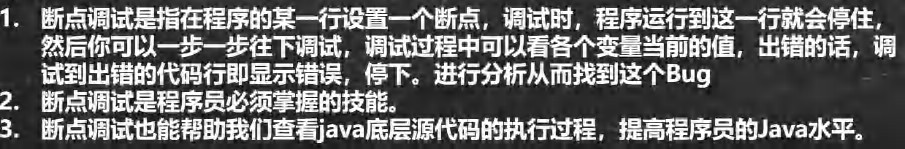 1. 断点调试是指在程序的某一行设置一个断点，调试时，程序运行到这一行就会停住，
然后你可以一步一步往下调试，调试过程中可以看各个变量当前的值，出错的话，调
试到出错的代码行即显示错误，停下。进行分析从而找到这个Bug
2. 断点调试是程序员必须掌握的技能。
3. 断点调试也能帮助我们查看java底层源代码的执行过程，提高程序员的Java水平。